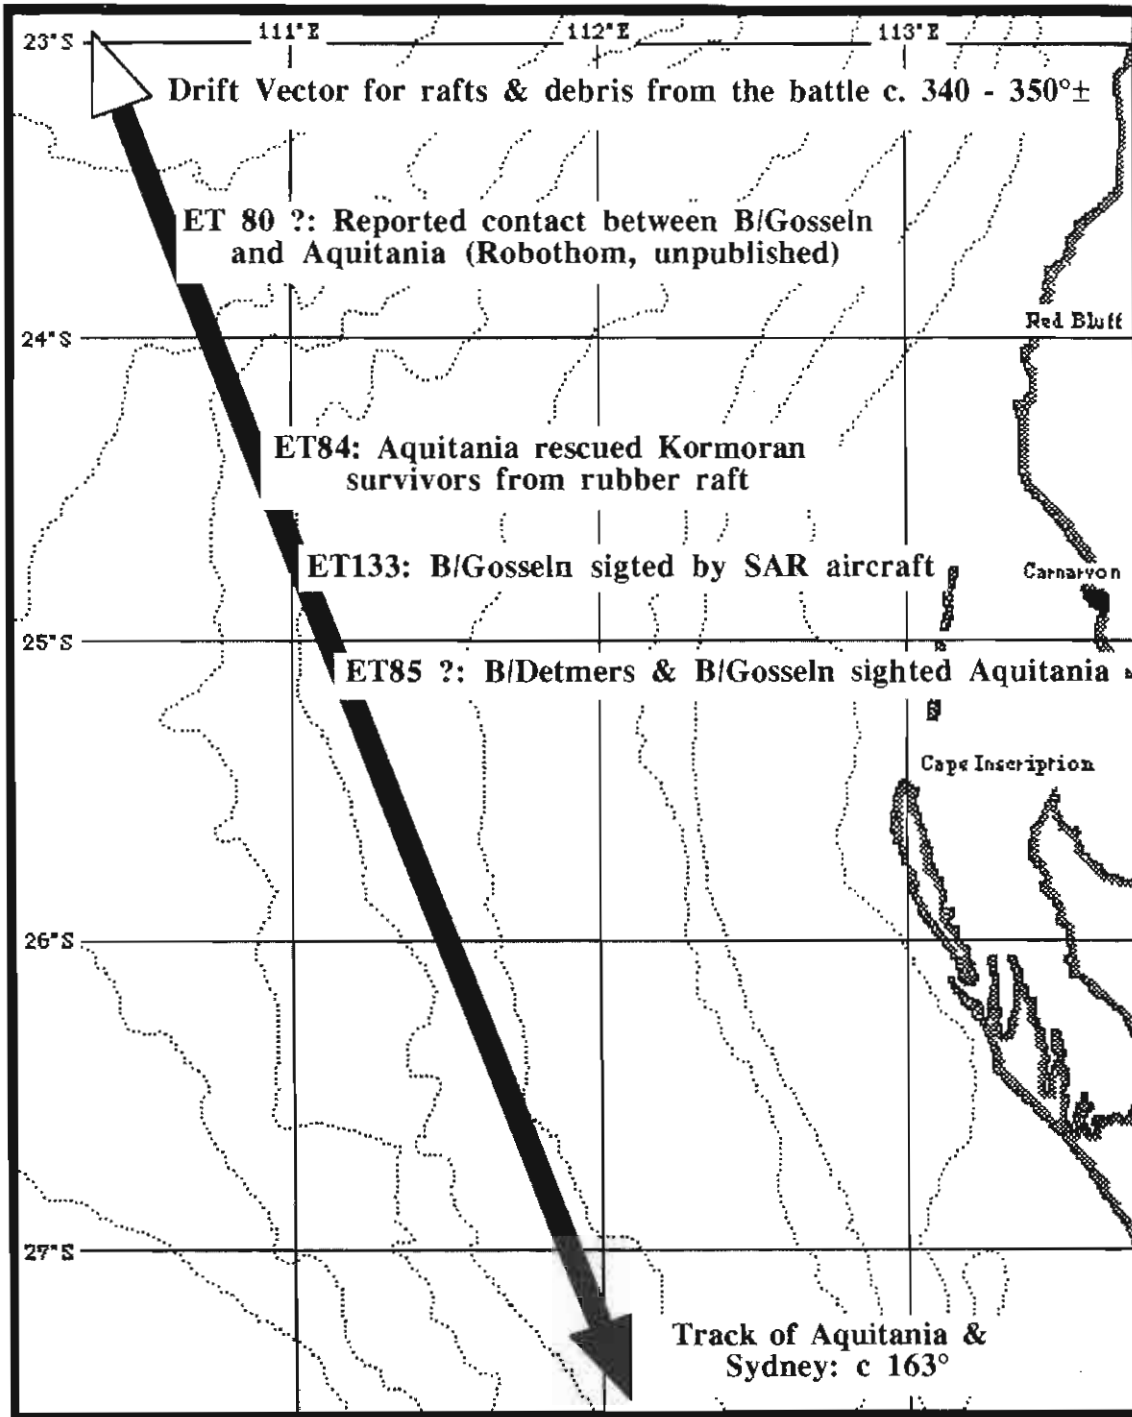 111°E 112°E 113°E
23°S
Drift Vector for rafts & debris from the battle c. 340 - 350°±
ET 80 ?: Reported contact between B/Gosseln
and Aquitania (Robothom, unpublished)
Red Bluff
24°S
ET84: Aquitania rescued Kormoran
survivors from rubber raft
ET133: B/Gosseln sigted by SAR aircraft
Carnarvon
25°S
ET85 ?: B/Detmers & B/Gosseln sighted Aquitania
Cape Inscription
26°S
27°S
Track of Aquitania &
Sydney: c 163°